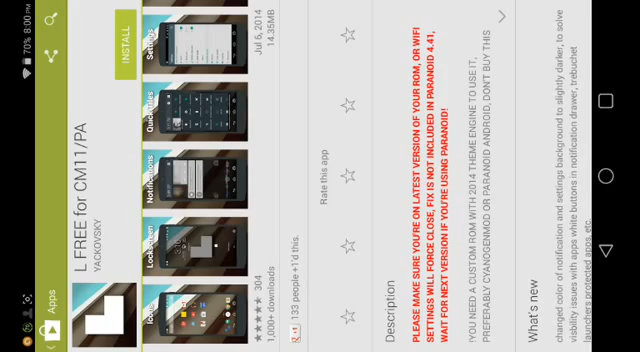 70% 8:00 PM
Apps
L FREE for CM11/PA
YACKOVSKY
INSTALL
Icons
Lockscreen
Notifications
Quicktiles
Settings
304
Jul 6, 2014
1,000+ downloads
14.35MB
+1
133 people +1'd this.
Rate this app
Description
PLEASE MAKE SURE YOU'RE ON LATEST VERSION OF YOUR ROM, OR WIFI
SETTINGS WILL FORCE CLOSE, FIX IS NOT INCLUDED IN PARANOID 4.41,
WAIT FOR NEXT VERSION IF YOU'RE USING PARANOID!
!YOU NEED A CUSTOM ROM WITH 2014 THEME ENGINE TO USE IT,
PREFERABLY CYANOGENMOD OR PARANOID ANDROID, DON'T BUY THIS
What's new
changed color of notification and settings background to slightly darker, to solve
visibility issues with apps white buttons in notification drawer, trebuchet
launchers protected apps, etc.